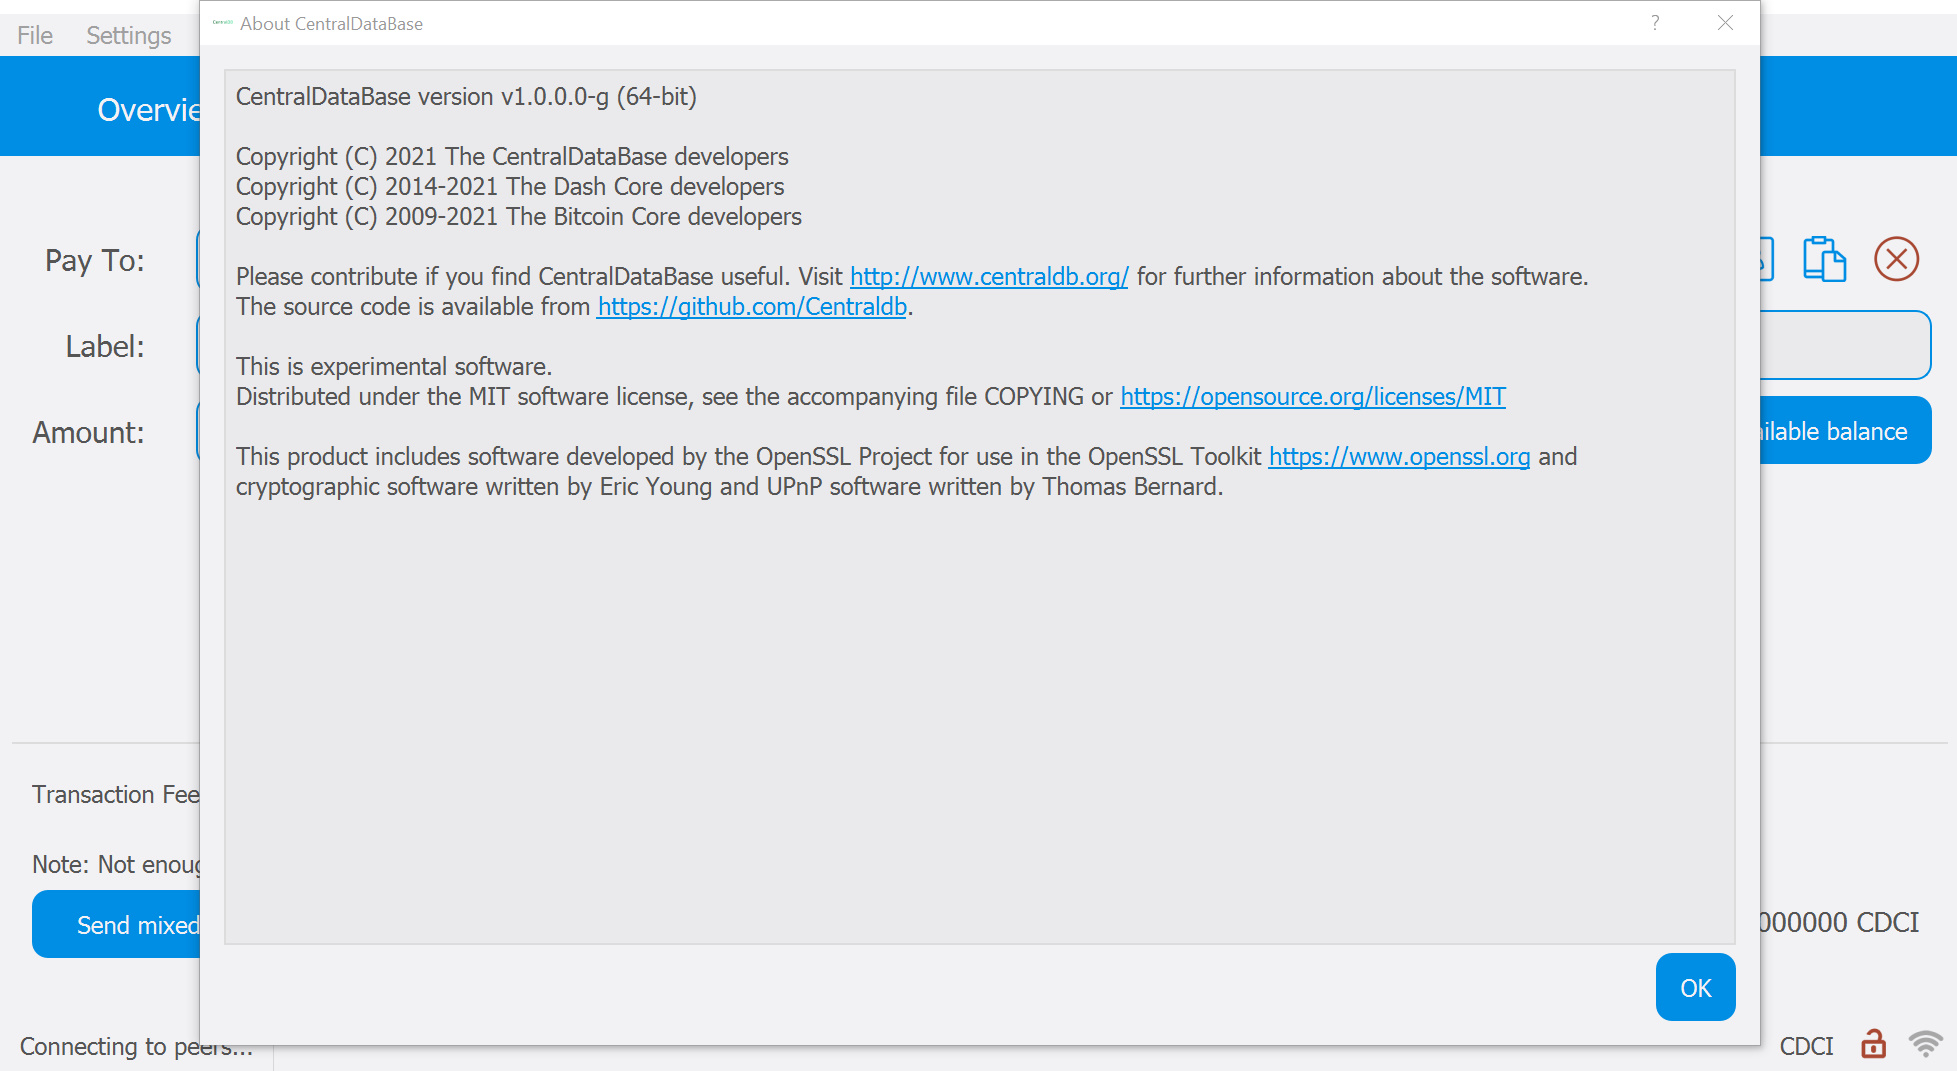 About CentralDataBase
?
File
Settings
CentralDataBase version v1.0.0.0-g (64-bit)
Copyright (C) 2021 The CentralDataBase developers
Copyright (C) 2014-2021 The Dash Core developers
Copyright (C) 2009-2021 The Bitcoin Core developers
Please contribute if you find CentralDataBase useful. Visit http://www.centraldb.org/ for further information about the software.
The source code is available from https://github.com/Centraldb.
This is experimental software.
Distributed under the MIT software license, see the accompanying file COPYING or https://opensource.org/licenses/MIT
This product includes software developed by the OpenSSL Project for use in the OpenSSL Toolkit https://www.openssl.org and
cryptographic software written by Eric Young and UPnP software written by Thomas Bernard.
OK
Overvie
Pay To:
Label:
Amount:
ilable balance
Transaction Fee
Note: Not enoug
Send mixed
000000 CDCI
Connecting to peers...
CDCI